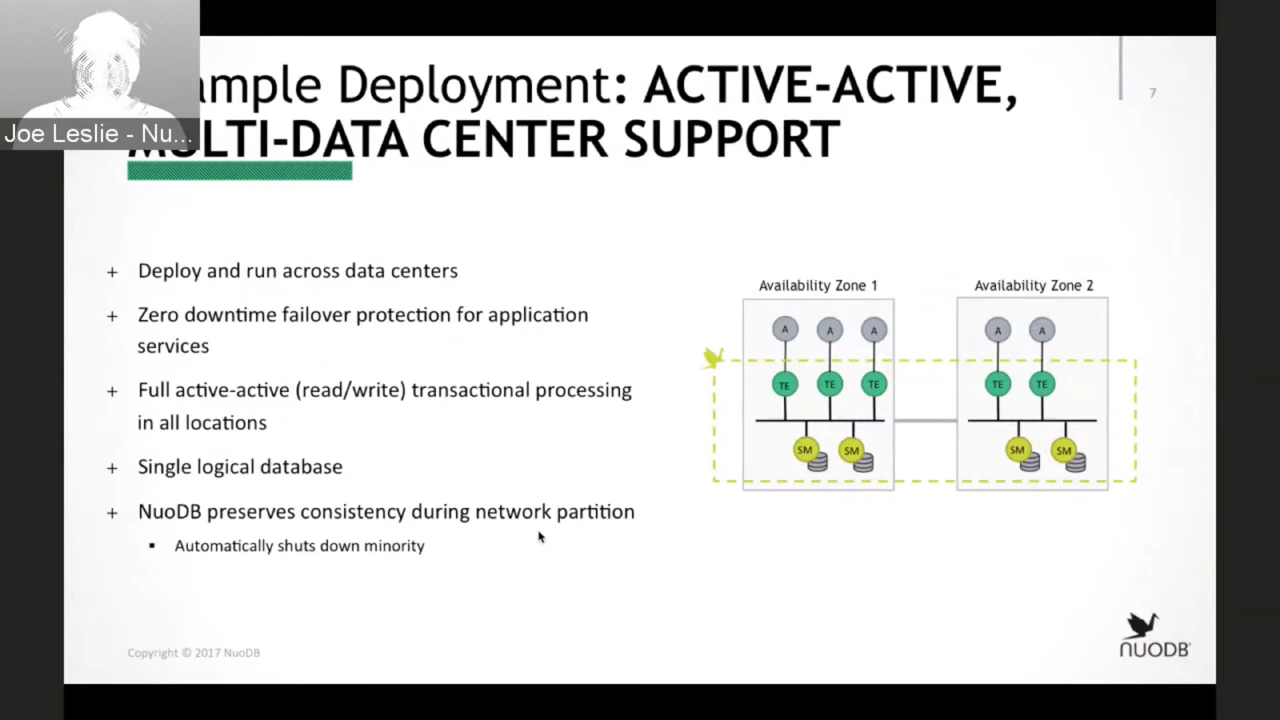 ample Deployment: ACTIVE-ACTIVE,
7
Joe Leslie - Nu...
MULTI-DATA CENTER SUPPORT
+ Deploy and run across data centers
+ Zero downtime failover protection for application
services
+ Full active-active (read/write) transactional processing
in all locations
+ Single logical database
+ NuoDB preserves consistency during network partition
▪ Automatically shuts down minority
Availability Zone 1
A A A
TE TE TE
SM SM
Availability Zone 2
A A
TE TE
SM SM
Copyright © 2017 NuoDB
NUODB